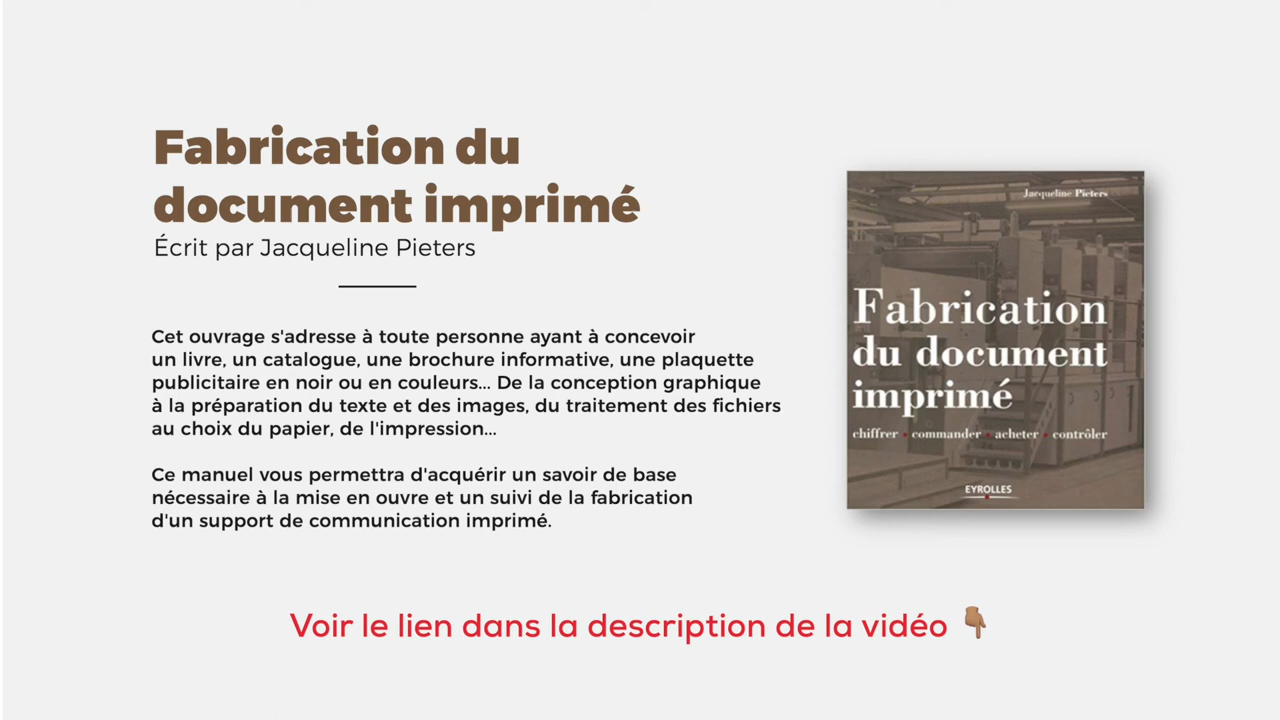 Fabrication du
document imprimé
Écrit par Jacqueline Pieters
Cet ouvrage s'adresse à toute personne ayant à concevoir
un livre, un catalogue, une brochure informative, une plaquette
publicitaire en noir ou en couleurs... De la conception graphique
à la préparation du texte et des images, du traitement des fichiers
au choix du papier, de l'impression...
Ce manuel vous permettra d'acquérir un savoir de base
nécessaire à la mise en ouvre et un suivi de la fabrication
d'un support de communication imprimé.
Jacqueline Pieters
Fabrication
du document
imprimé
chiffrer • commander • acheter • contrôler
EYROLLES
Voir le lien dans la description de la vidéo 👇🏾